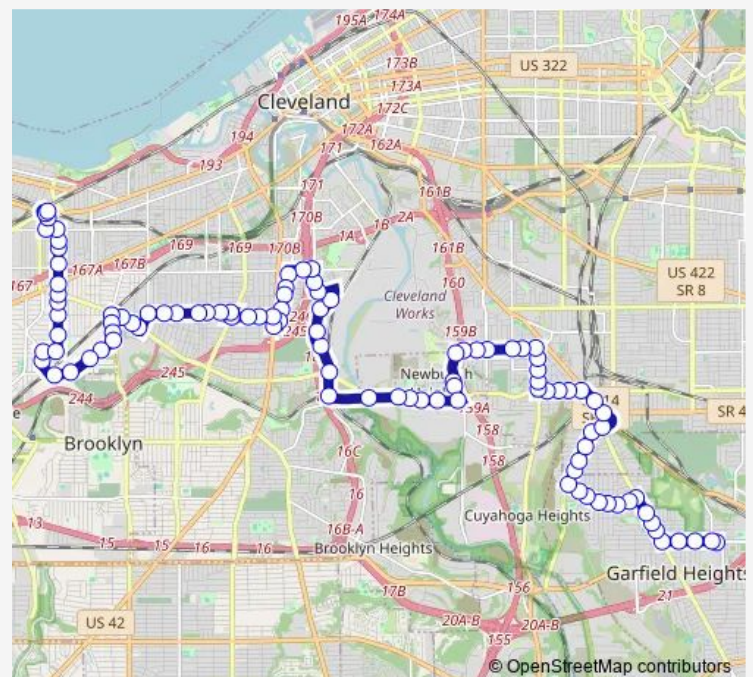 195A
174A
173B
US 322
173A
Cleveland
172C
194
172A
171
162A
193
171
161B
170B
2A
1B
1A
169
169
170B
161B
167A
167B
167
160
US 422
SR 8
Cleveland
Works
245
159B
245
Newbu
244
159A
14
SR 4
158
Brooklyn
16C
158
16
Cuyahoga Heights
13
15
15
16
16
16B-A
Brooklyn Heights
156
Garfield Heights
17B
21
US 42
20A-B
20A-B
155
© OpenStreetMap contributors